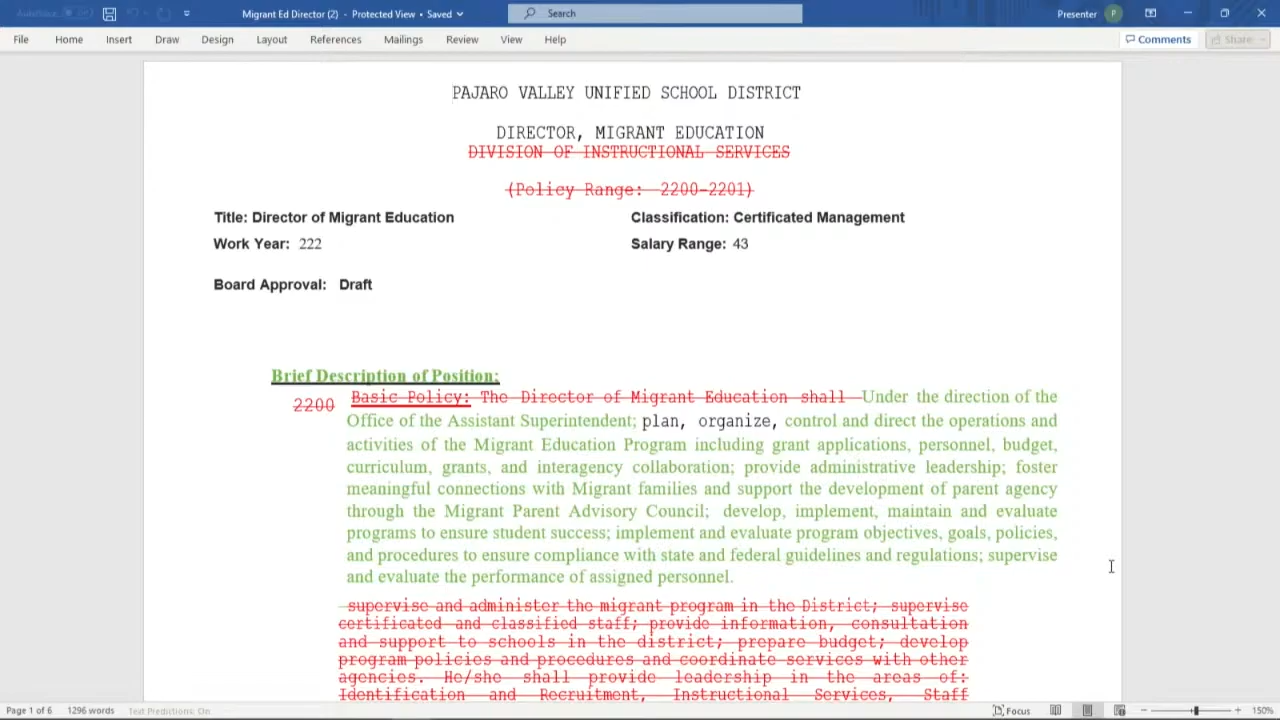 AutoSave
Migrant Ed Director (2) - Protected View • Saved
Search
Presenter P
File Home Insert Draw Design Layout References Mailings Review View Help Comments Share
PAJARO VALLEY UNIFIED SCHOOL DISTRICT
DIRECTOR, MIGRANT EDUCATION
DIVISION OF INSTRUCTIONAL SERVICES
(Policy Range: 2200-2201)
Title: Director of Migrant Education Classification: Certificated Management
Work Year: 222 Salary Range: 43
Board Approval: Draft
Brief Description of Position:
2200 Basic Policy: The Director of Migrant Education shall Under the direction of the
Office of the Assistant Superintendent; plan, organize, control and direct the operations and
activities of the Migrant Education Program including grant applications, personnel, budget,
curriculum, grants, and interagency collaboration; provide administrative leadership; foster
meaningful connections with Migrant families and support the development of parent agency
through the Migrant Parent Advisory Council; develop, implement, maintain and evaluate
programs to ensure student success; implement and evaluate program objectives, goals, policies,
and procedures to ensure compliance with state and federal guidelines and regulations; supervise
and evaluate the performance of assigned personnel.
supervise and administer the migrant program in the District; supervise
certificated and classified staff; provide information, consultation
and support to schools in the district; prepare budget; develop
program policies and procedures and coordinate services with other
agencies. He/she shall provide leadership in the areas of:
Identification and Recruitment, Instructional Services, Staff
Page 1 of 6 1296 words Text Predictions: On Focus 150%